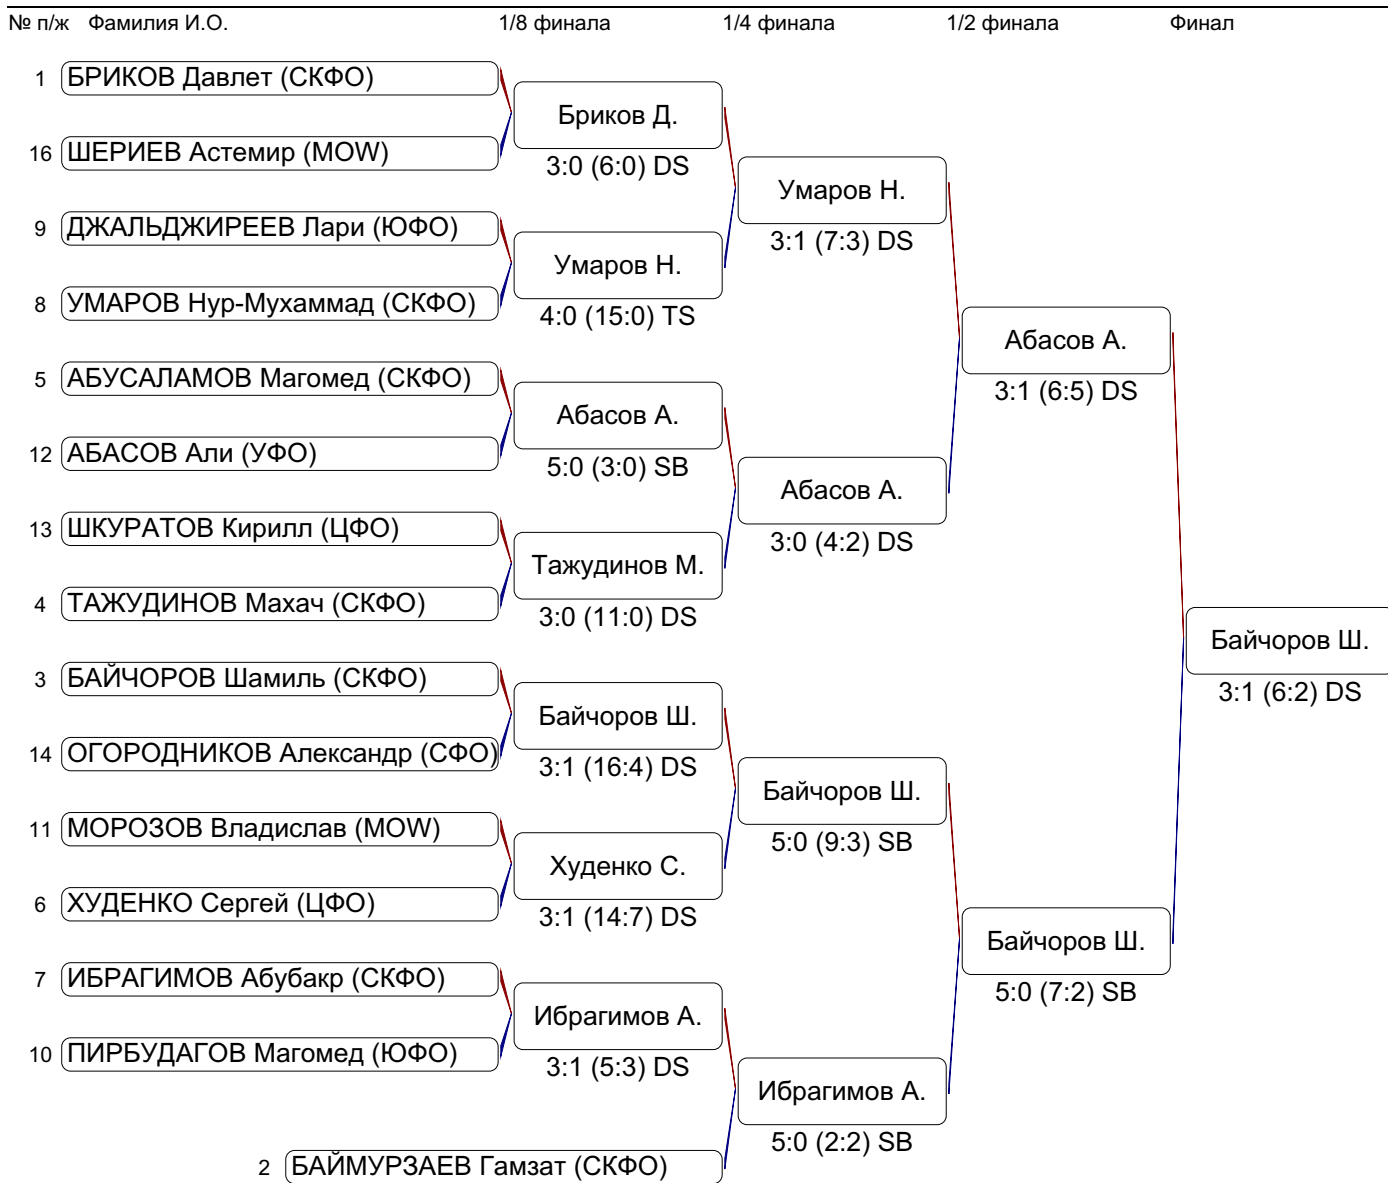 № п/ж Фамилия И.О. 1/8 финала 1/4 финала 1/2 финала Финал
1 БРИКОВ Давлет (СКФО)
Бриков Д.
16 ШЕРИЕВ Астемир (MOW)
3:0 (6:0) DS
Умаров Н.
9 ДЖАЛЬДЖИРЕЕВ Лари (ЮФО)
3:1 (7:3) DS
Умаров Н.
8 УМАРОВ Нур-Мухаммад (СКФО)
4:0 (15:0) TS
Абасов А.
5 АБУСАЛАМОВ Магомед (СКФО)
3:1 (6:5) DS
Абасов А.
12 АБАСОВ Али (УФО)
5:0 (3:0) SB
Абасов А.
13 ШКУРАТОВ Кирилл (ЦФО)
3:0 (4:2) DS
Тажудинов М.
4 ТАЖУДИНОВ Махач (СКФО)
3:0 (11:0) DS
Байчоров Ш.
3 БАЙЧОРОВ Шамиль (СКФО)
3:1 (6:2) DS
Байчоров Ш.
14 ОГОРОДНИКОВ Александр (СФО)
3:1 (16:4) DS
Байчоров Ш.
11 МОРОЗОВ Владислав (MOW)
5:0 (9:3) SB
Худенко С.
6 ХУДЕНКО Сергей (ЦФО)
3:1 (14:7) DS
Байчоров Ш.
7 ИБРАГИМОВ Абубакр (СКФО)
5:0 (7:2) SB
Ибрагимов А.
10 ПИРБУДАГОВ Магомед (ЮФО)
3:1 (5:3) DS
Ибрагимов А.
5:0 (2:2) SB
2 БАЙМУРЗАЕВ Гамзат (СКФО)